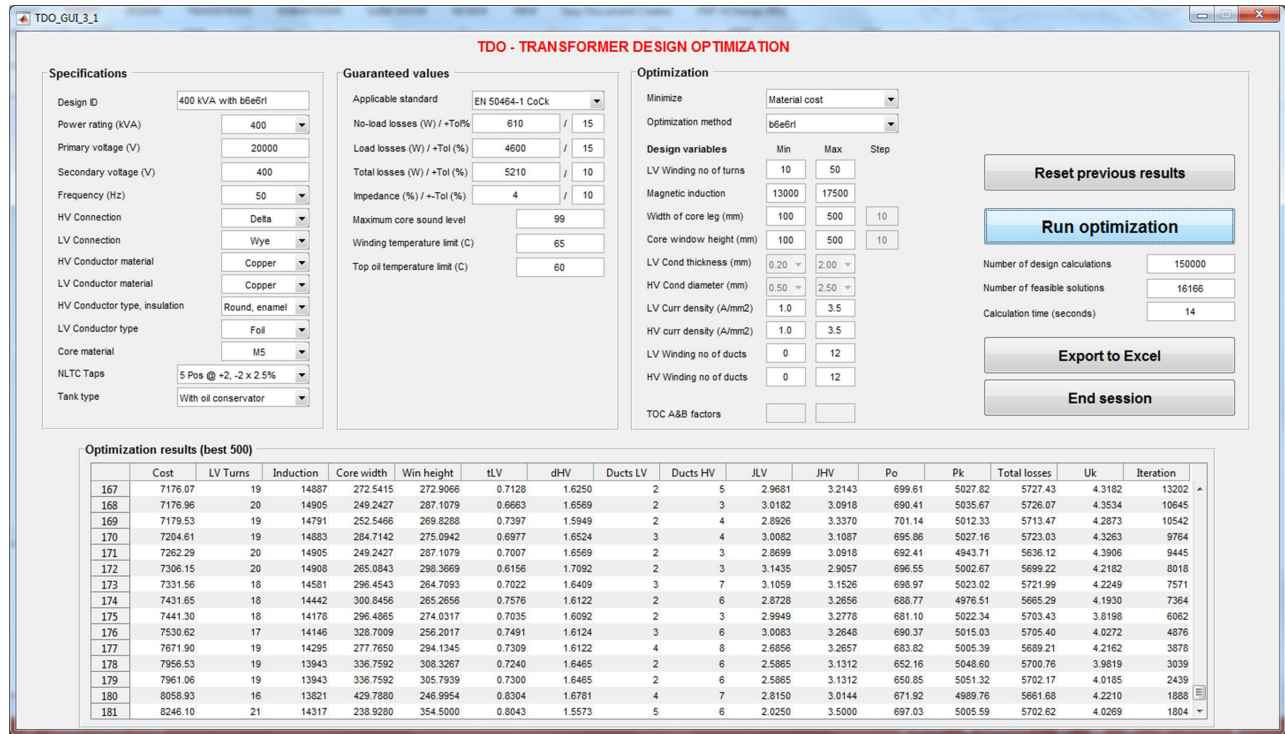 TDO_GUI_3_1
TDO - TRANSFORMER DESIGN OPTIMIZATION
Specifications
Design ID 400 kVA with b6e6rl
Power rating (kVA) 400
Primary voltage (V) 20000
Secondary voltage (V) 400
Frequency (Hz) 50
HV Connection Delta
LV Connection Wye
HV Conductor material Copper
LV Conductor material Copper
HV Conductor type, insulation Round, enamel
LV Conductor type Foil
Core material M5
NLTC Taps 5 Pos @ +2, -2 x 2.5%
Tank type With oil conservator
Guaranteed values
Applicable standard EN 50464-1 CoCk
No-load losses (W) / +Tol% 610 / 15
Load losses (W) / +Tol (%) 4600 / 15
Total losses (W) / +Tol (%) 5210 / 10
Impedance (%) / +-Tol (%) 4 / 10
Maximum core sound level 99
Winding temperature limit (C) 65
Top oil temperature limit (C) 60
Optimization
Minimize Material cost
Optimization method b6e6rl
Design variables Min Max Step
LV Winding no of turns 10 50
Magnetic induction 13000 17500
Width of core leg (mm) 100 500 10
Core window height (mm) 100 500 10
LV Cond thickness (mm) 0.20 2.00
HV Cond diameter (mm) 0.50 2.50
LV Curr density (A/mm2) 1.0 3.5
HV curr density (A/mm2) 1.0 3.5
LV Winding no of ducts 0 12
HV Winding no of ducts 0 12
TOC A&B factors
Reset previous results
Run optimization
Number of design calculations 150000
Number of feasible solutions 16166
Calculation time (seconds) 14
Export to Excel
End session
Optimization results (best 500)
Cost LV Turns Induction Core width Win height tLV dHV Ducts LV Ducts HV JLV JHV Po Pk Total losses Uk Iteration
167 7176.07 19 14887 272.5415 272.9066 0.7128 1.6250 2 5 2.9681 3.2143 699.61 5027.82 5727.43 4.3182 13202
168 7176.96 20 14905 249.2427 287.1079 0.6663 1.6569 2 3 3.0182 3.0918 690.41 5035.67 5726.07 4.3534 10645
169 7179.53 19 14791 252.5466 269.8288 0.7397 1.5949 2 4 2.8926 3.3370 701.14 5012.33 5713.47 4.2873 10542
170 7204.61 19 14883 284.7142 275.0942 0.6977 1.6524 3 4 3.0082 3.1087 695.86 5027.16 5723.03 4.3263 9764
171 7262.29 20 14905 249.2427 287.1079 0.7007 1.6569 2 3 2.8699 3.0918 692.41 4943.71 5636.12 4.3906 9445
172 7306.15 20 14908 265.0843 298.3669 0.6156 1.7092 2 3 3.1435 2.9057 696.55 5002.67 5699.22 4.2182 8018
173 7331.56 18 14581 296.4543 264.7093 0.7022 1.6409 3 7 3.1059 3.1526 698.97 5023.02 5721.99 4.2249 7571
174 7431.65 18 14442 300.8456 265.2656 0.7576 1.6122 2 6 2.8728 3.2656 688.77 4976.51 5665.29 4.1930 7364
175 7441.30 18 14178 296.4865 274.0317 0.7035 1.6092 2 3 2.9949 3.2778 681.10 5022.34 5703.43 3.8198 6062
176 7530.62 17 14146 328.7009 256.2017 0.7491 1.6124 3 6 3.0083 3.2648 690.37 5015.03 5705.40 4.0272 4876
177 7671.90 19 14295 277.7650 294.1345 0.7309 1.6122 4 8 2.6856 3.2657 683.82 5005.39 5689.21 4.2162 3878
178 7956.53 19 13943 336.7592 308.3267 0.7240 1.6465 2 6 2.5865 3.1312 652.16 5048.60 5700.76 3.9819 3039
179 7961.06 19 13943 336.7592 305.7939 0.7300 1.6465 2 6 2.5865 3.1312 650.85 5051.32 5702.17 4.0185 2439
180 8058.93 16 13821 429.7880 246.9954 0.8304 1.6781 4 7 2.8150 3.0144 671.92 4989.76 5661.68 4.2210 1888
181 8246.10 21 14317 238.9280 354.5000 0.8043 1.5573 5 6 2.0250 3.5000 697.03 5005.59 5702.62 4.0269 1804